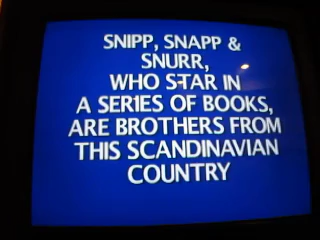 SNIPP, SNAPP &
SNURR,
WHO STAR IN
A SERIES OF BOOKS,
ARE BROTHERS FROM
THIS SCANDINAVIAN
COUNTRY